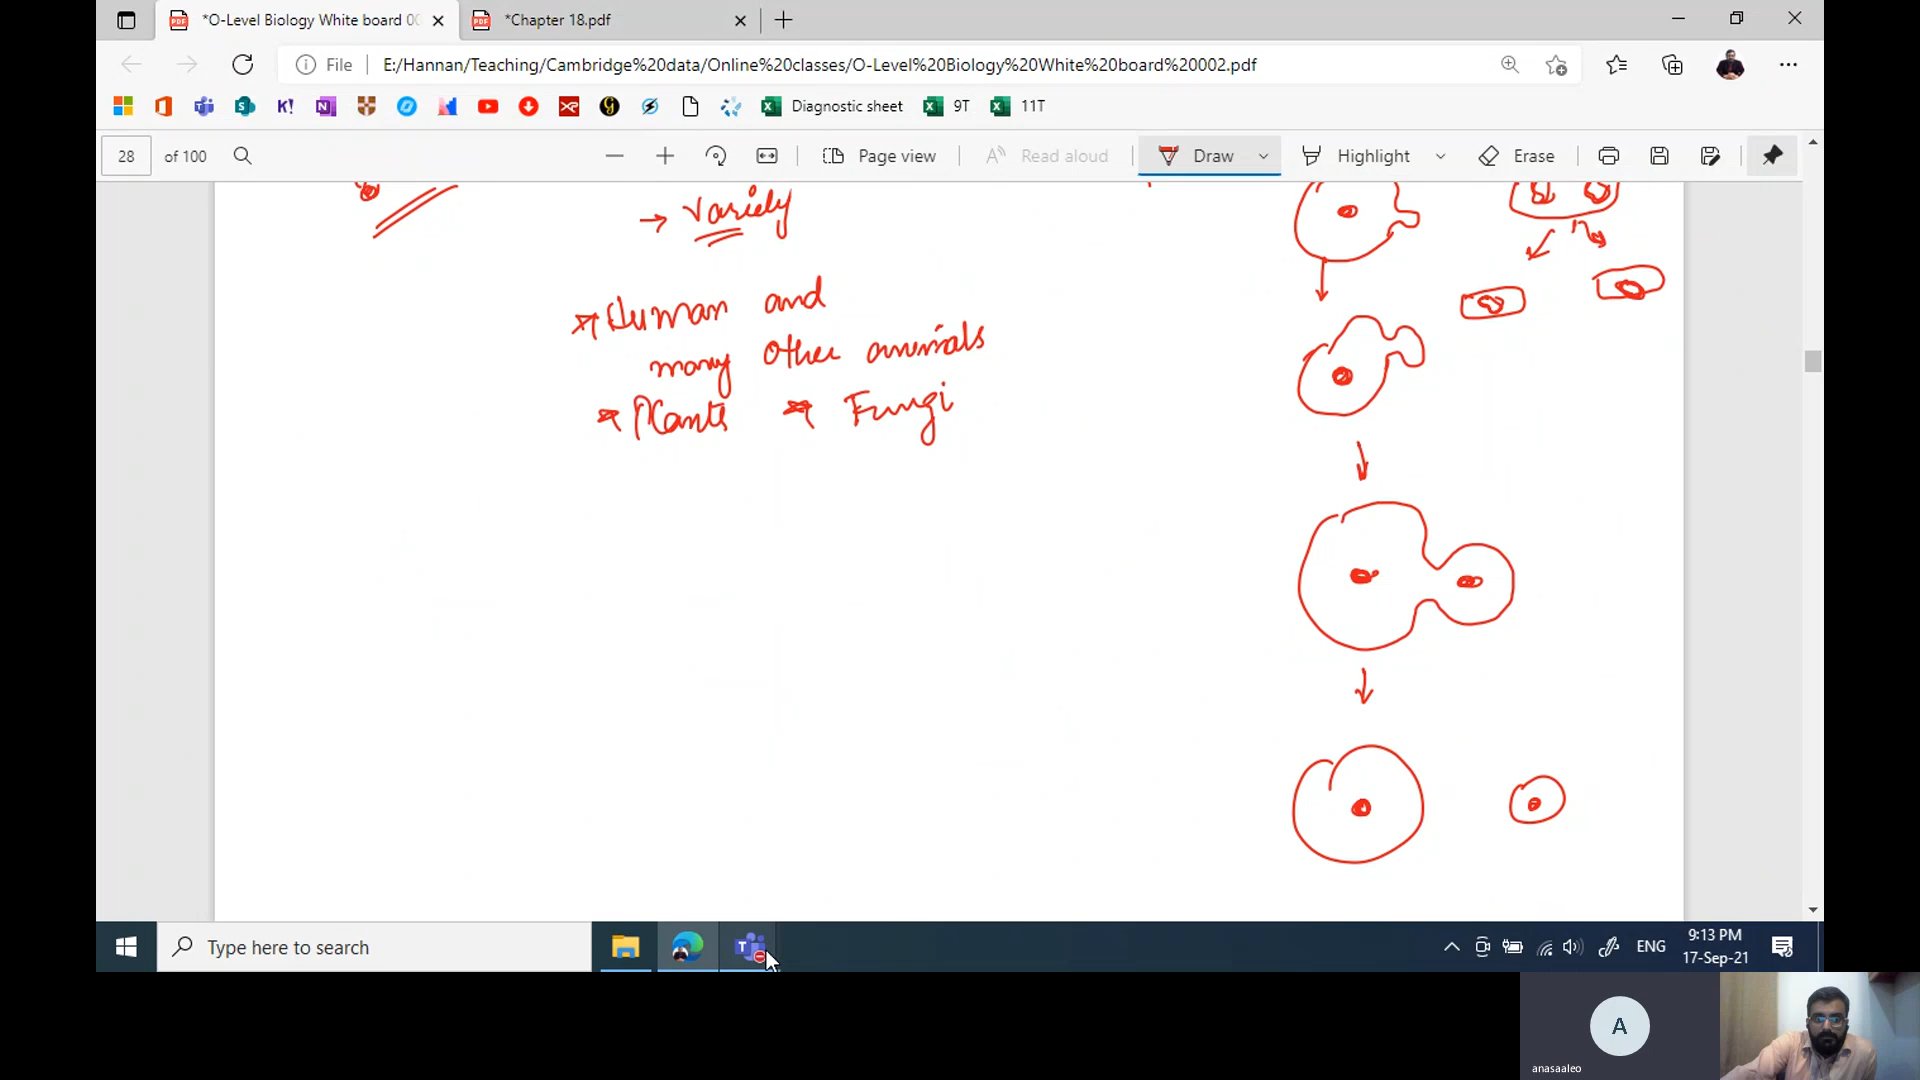 *O-Level Biology White board 00
*Chapter 18.pdf
File
E:/Hannan/Teaching/Cambridge%20data/Online%20classes/O-Level%20Biology%20White%20board%20002.pdf
K!
Diagnostic sheet
9T
11T
28
of 100
Page view
Read aloud
Draw
Highlight
Erase
→ Variety
* Human and
many other animals
* Plants * Fungi
Type here to search
ENG
9:13 PM
17-Sep-21
A
anasaaleo